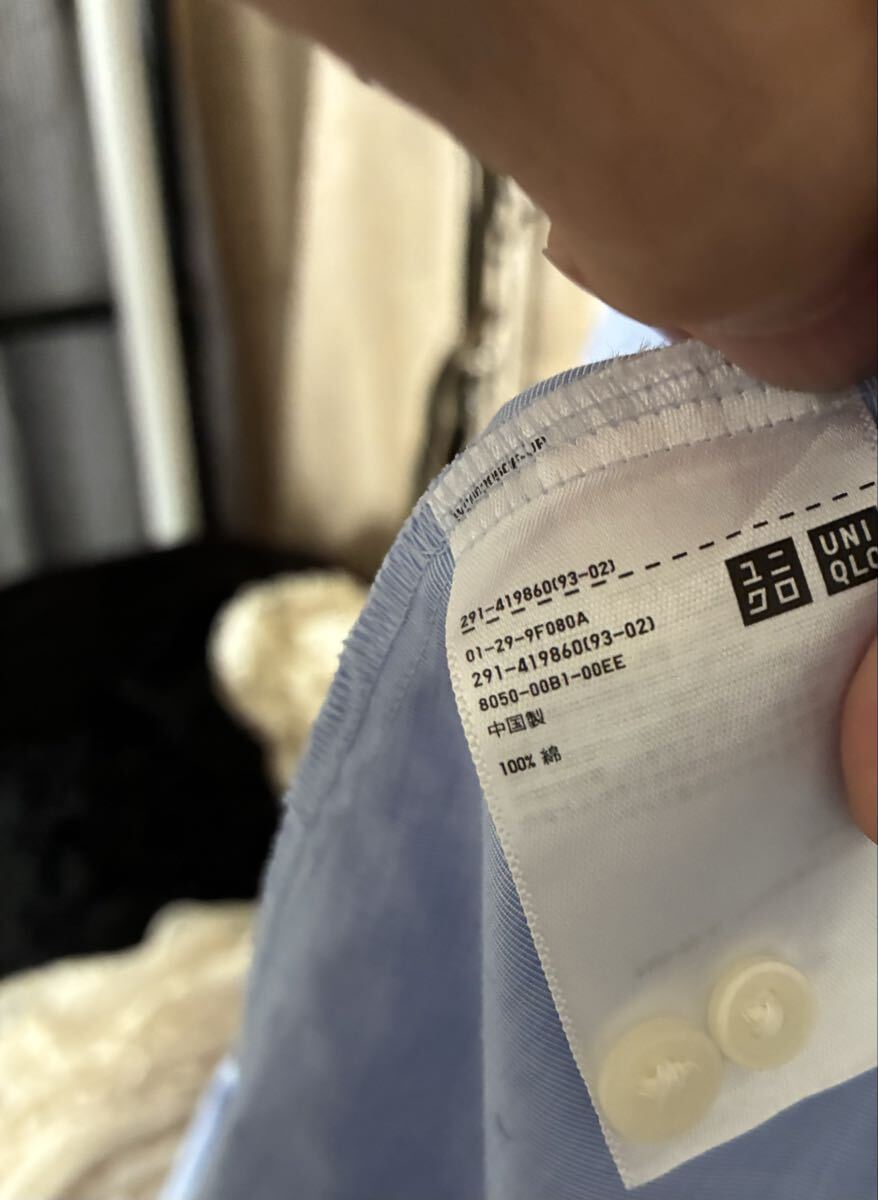 291-419860(93-02)
ユニ
クロ
UNI
QLO
01-29-9F080A
291-419860(93-02)
8050-00B1-00EE
中国製
100% 綿